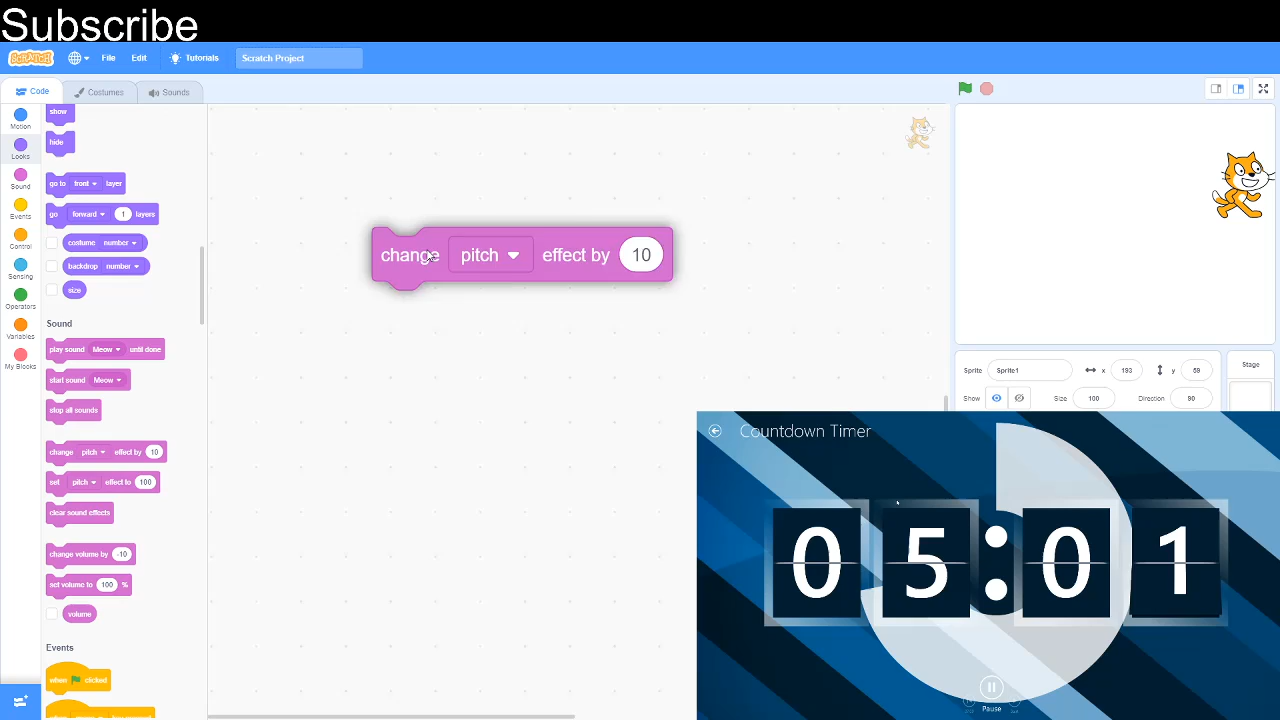 Subscribe
SCRATCH File Edit Tutorials Scratch Project
Code Costumes Sounds
Motion
Looks
Sound
Events
Control
Sensing
Operators
Variables
My Blocks
show
hide
go to front layer
go forward 1 layers
costume number
backdrop number
size
Sound
play sound Meow until done
start sound Meow
stop all sounds
change pitch effect by 10
set pitch effect to 100
clear sound effects
change volume by -10
set volume to 100 %
volume
Events
when clicked
change pitch effect by 10
Sprite Sprite1 x 193 y 69
Show Size 100 Direction 90
Stage
Countdown Timer
05:01
Pause